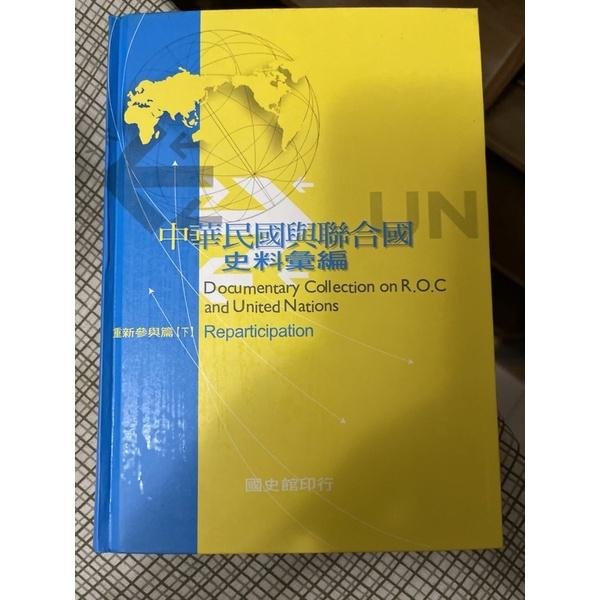 UN
中華民國與聯合國
史料彙編
Documentary Collection on R.O.C
and United Nations
重新參與篇【下】 Reparticipation
國史館印行